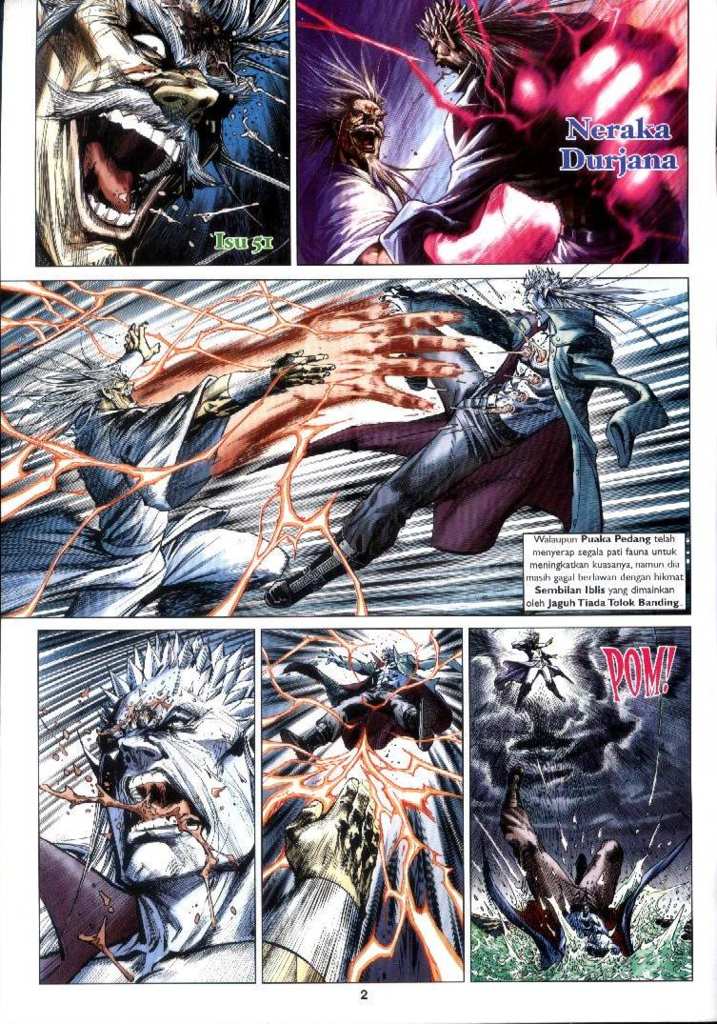 Isu 51
Neraka
Durjana
Walaupun Puaka Pedang telah
menyerap segala pati fauna untuk
meningkatkan kuasanya, namun dia
masih gagal berlawan dengan hikmat
Sembilan Iblis yang dimainkan
oleh Jaguh Tiada Tolok Banding.
POM!
2